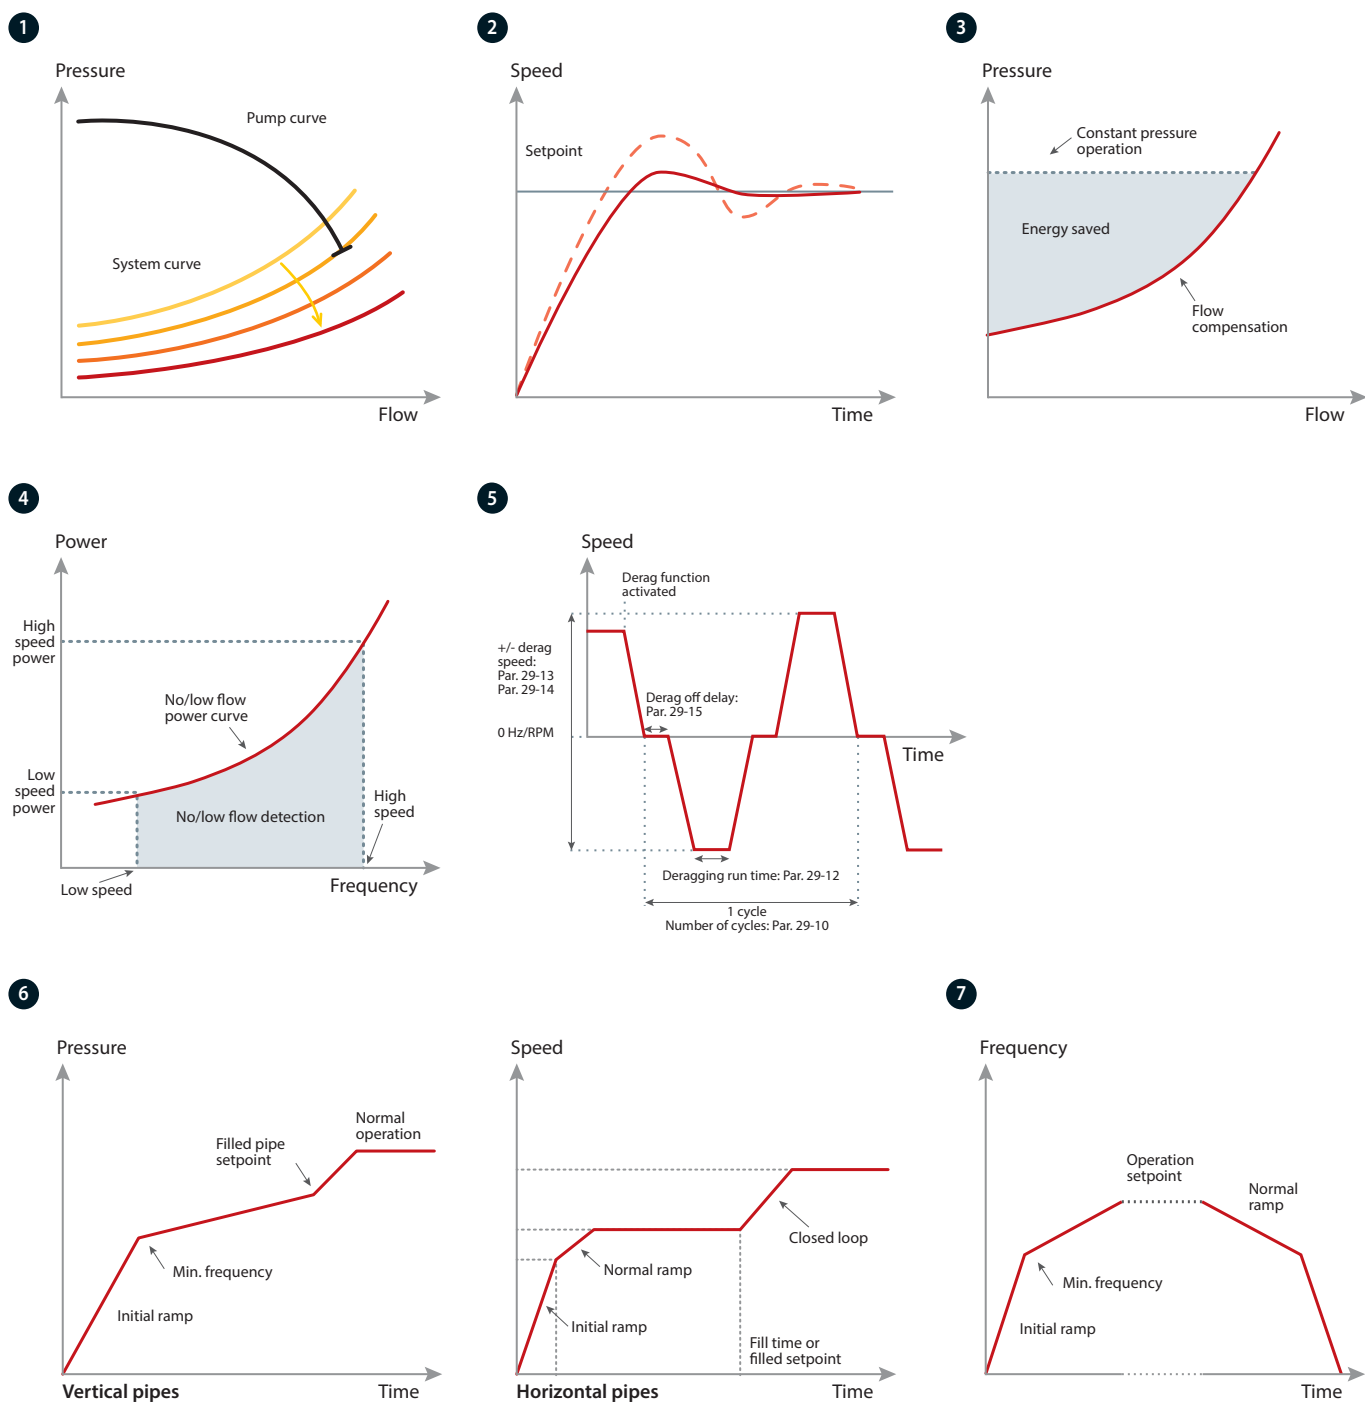 1
Pressure
Pump curve
System curve
Flow
2
Speed
Setpoint
Time
3
Pressure
Constant pressure
operation
Energy saved
Flow
compensation
Flow
4
Power
High
speed
power
No/low flow
power curve
Low
speed
power
No/low flow detection
High
speed
Low speed
Frequency
5
Speed
Derag function
activated
+/- derag
speed:
Par. 29-13
Par. 29-14
Derag off delay:
Par. 29-15
0 Hz/RPM
Time
Deragging run time: Par. 29-12
1 cycle
Number of cycles: Par. 29-10
6
Pressure
Normal
operation
Filled pipe
setpoint
Min. frequency
Initial ramp
Vertical pipes
Time
Speed
Closed loop
Normal ramp
Initial ramp
Fill time or
filled setpoint
Horizontal pipes
Time
7
Frequency
Operation
setpoint
Normal
ramp
Min. frequency
Initial ramp
Time